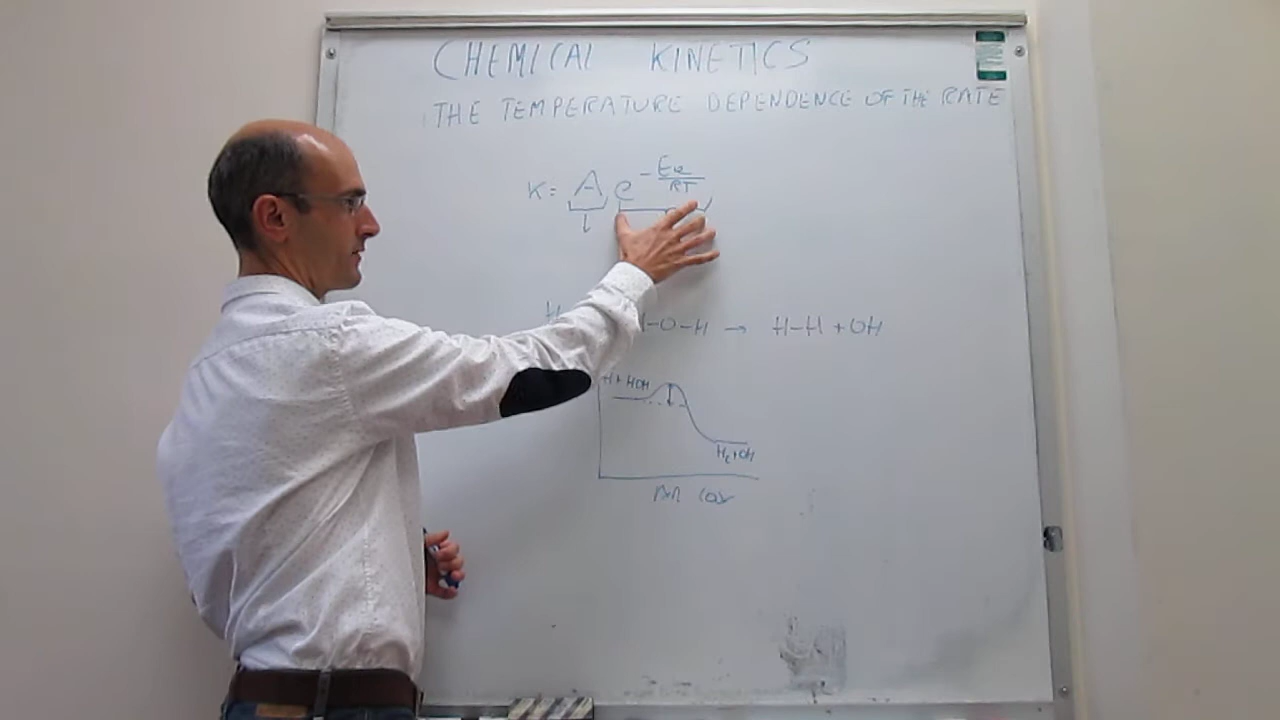 CHEMICAL KINETICS
THE TEMPERATURE DEPENDENCE OF THE RATE
K = A e -Ea/RT
H -O-H → H-H + OH
H + HOH
H2+OH